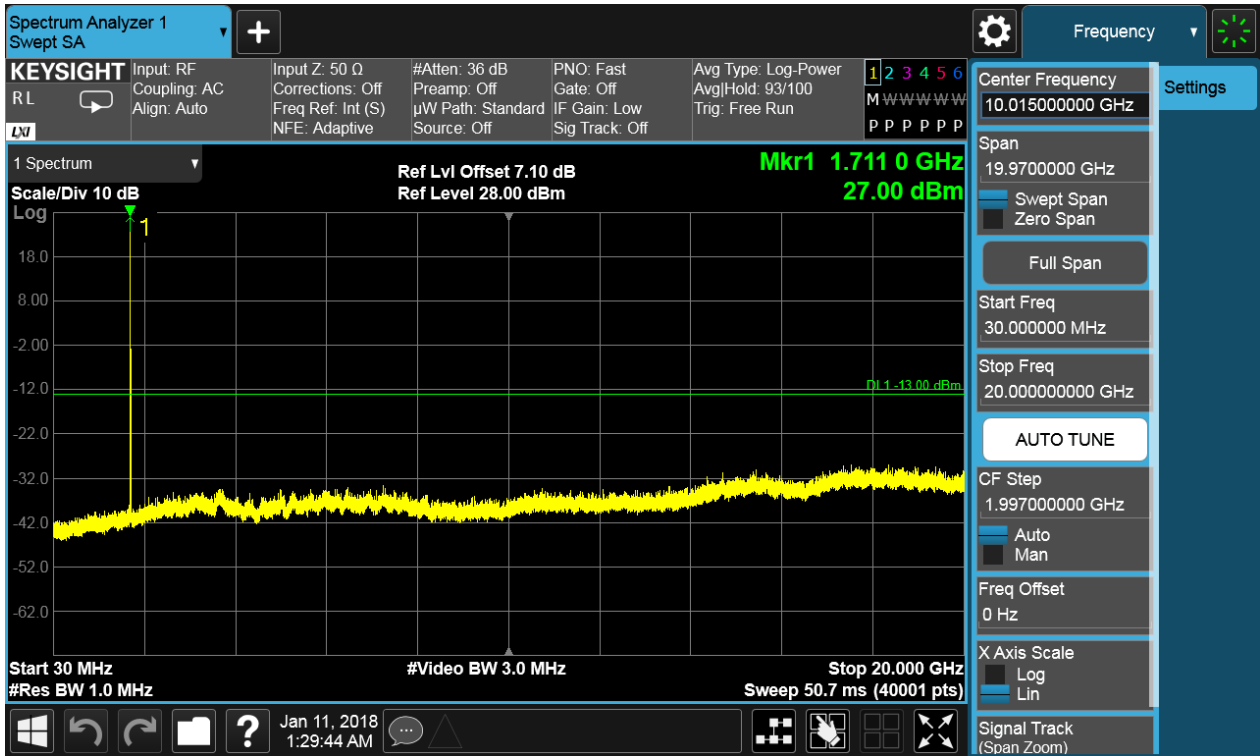 Spectrum Analyzer 1
Swept SA
+
Frequency
KEYSIGHT
R L
LXI
Input: RF
Coupling: AC
Align: Auto
Input Z: 50 Ω
Corrections: Off
Freq Ref: Int (S)
NFE: Adaptive
#Atten: 36 dB
Preamp: Off
µW Path: Standard
Source: Off
PNO: Fast
Gate: Off
IF Gain: Low
Sig Track: Off
Avg Type: Log-Power
Avg|Hold: 93/100
Trig: Free Run
1 2 3 4 5 6
M W W W W W
P P P P P P
1 Spectrum
Scale/Div 10 dB
Log
Ref Lvl Offset 7.10 dB
Ref Level 28.00 dBm
Mkr1 1.711 0 GHz
27.00 dBm
1
18.0
8.00
-2.00
-12.0
DL1 -13.00 dBm
-22.0
-32.0
-42.0
-52.0
-62.0
Start 30 MHz
#Video BW 3.0 MHz
Stop 20.000 GHz
#Res BW 1.0 MHz
Sweep 50.7 ms (40001 pts)
Center Frequency
10.015000000 GHz
Settings
Span
19.9700000 GHz
Swept Span
Zero Span
Full Span
Start Freq
30.000000 MHz
Stop Freq
20.000000000 GHz
AUTO TUNE
CF Step
1.997000000 GHz
Auto
Man
Freq Offset
0 Hz
X Axis Scale
Log
Lin
Signal Track
(Span Zoom)
?
Jan 11, 2018
1:29:44 AM